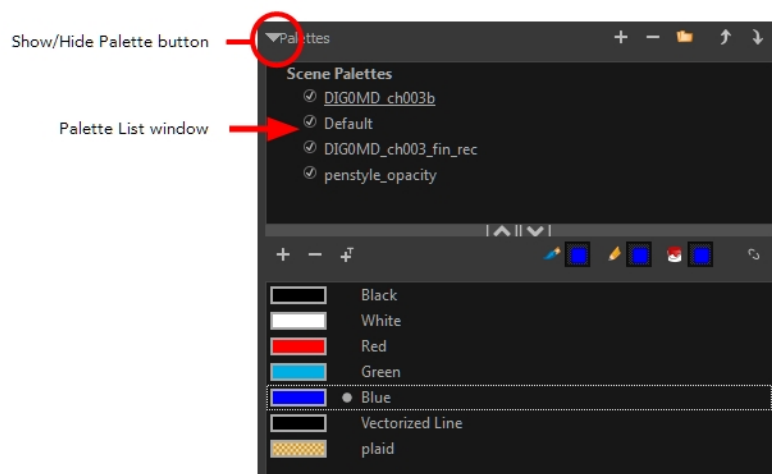 Show/Hide Palette button
Palettes
Scene Palettes
DIG0MD_ch003b
Palette List window
Default
DIG0MD_ch003_fin_rec
penstyle_opacity
Black
White
Red
Green
Blue
Vectorized Line
plaid